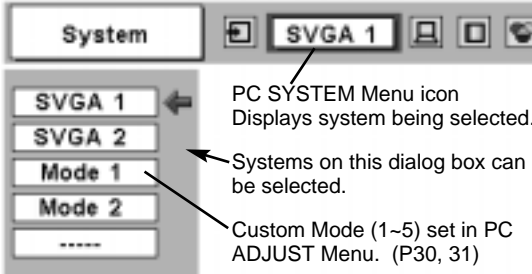 System
SVGA 1
SVGA 1
SVGA 2
Mode 1
Mode 2
-----
PC SYSTEM Menu icon
Displays system being selected.
Systems on this dialog box can
be selected.
Custom Mode (1~5) set in PC
ADJUST Menu. (P30, 31)